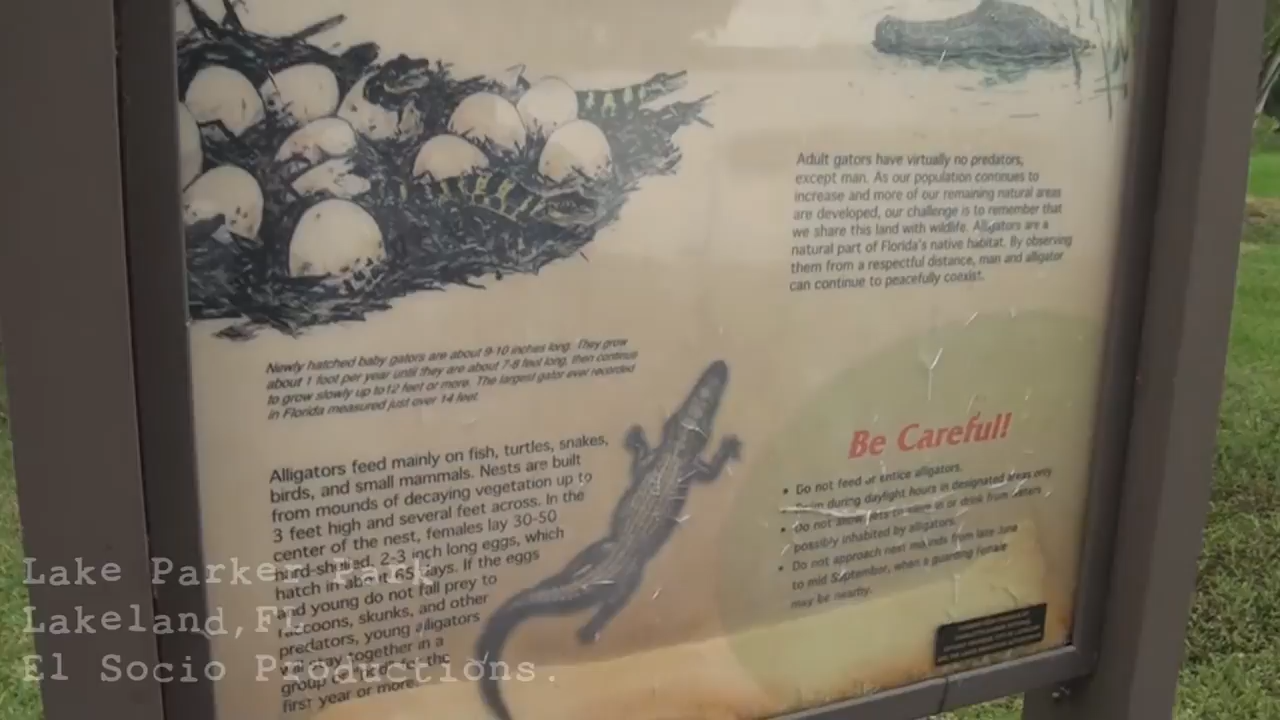 Newly hatched baby gators are about 9-10 inches long. They grow
about 1 foot per year until they are about 7-8 feet long, then continue
to grow slowly up to 12 feet or more. The largest gator ever recorded
in Florida measured just over 14 feet.
Alligators feed mainly on fish, turtles, snakes,
birds, and small mammals. Nests are built
from mounds of decaying vegetation up to
3 feet high and several feet across. In the
center of the nest, females lay 30-50
hard-shelled, 2-3 inch long eggs, which
hatch in about 65 days. If the eggs
and young do not fall prey to
raccoons, skunks, and other
predators, young alligators
will stay together in a
group or the
first year or more.
Adult gators have virtually no predators,
except man. As our population continues to
increase and more of our remaining natural areas
are developed, our challenge is to remember that
we share this land with wildlife. Alligators are a
natural part of Florida's native habitat. By observing
them from a respectful distance, man and alligator
can continue to peacefully coexist.
Be Careful!
• Do not feed or entice alligators.
• Swim during daylight hours in designated areas only
• Do not allow pets to swim in or drink from waters
possibly inhabited by alligators.
• Do not approach nest mounds from late June
to mid September, when a guarding female
may be nearby.
Lake Parker Park
Lakeland,FL
El Socio Productions.